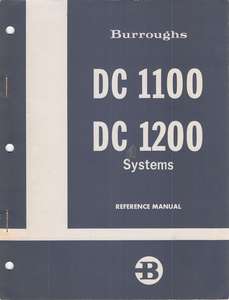 Burroughs
DC 1100
DC 1200
Systems
REFERENCE MANUAL
B